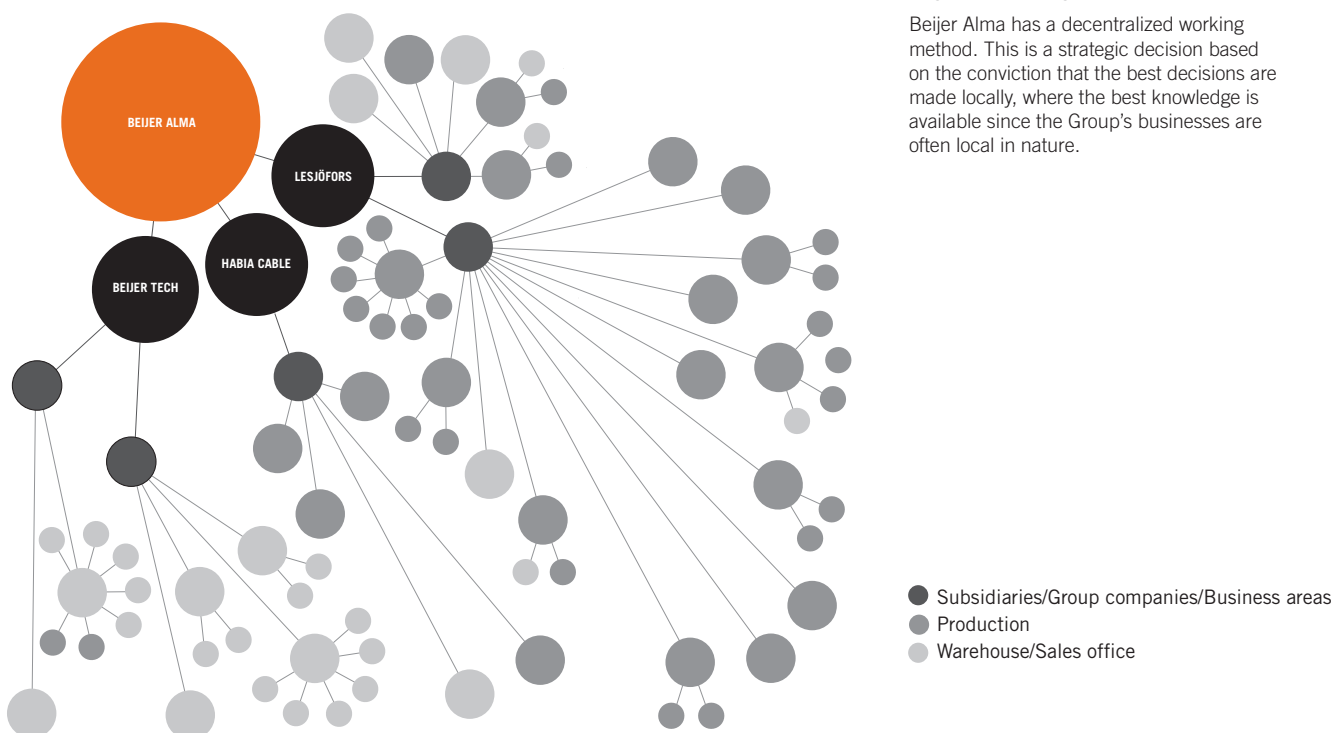 BEIJER ALMA
LESJÖFORS
HABIA CABLE
BEIJER TECH
Beijer Alma has a decentralized working
method. This is a strategic decision based
on the conviction that the best decisions are
made locally, where the best knowledge is
available since the Group’s businesses are
often local in nature.
Subsidiaries/Group companies/Business areas
Production
Warehouse/Sales office